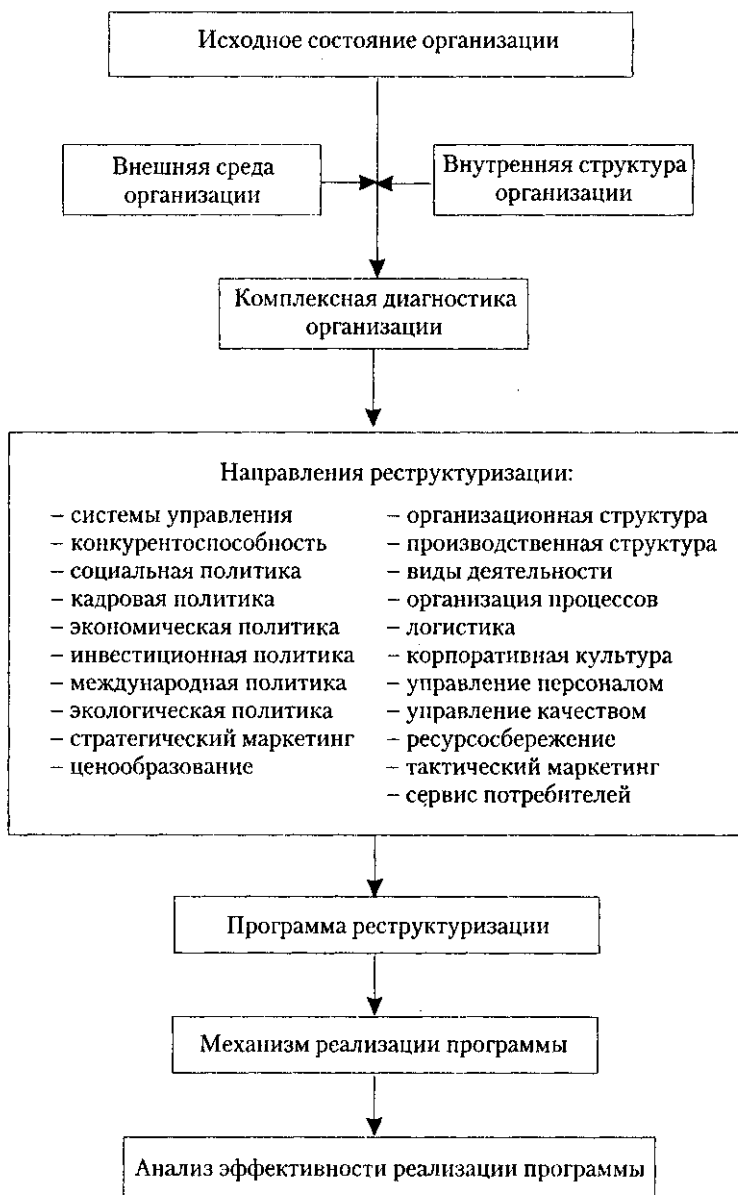 Исходное состояние организации
Внешняя среда
организации
Внутренняя структура
организации
Комплексная диагностика
организации
Направления реструктуризации:
– системы управления
– конкурентоспособность
– социальная политика
– кадровая политика
– экономическая политика
– инвестиционная политика
– международная политика
– экологическая политика
– стратегический маркетинг
– ценообразование
– организационная структура
– производственная структура
– виды деятельности
– организация процессов
– логистика
– корпоративная культура
– управление персоналом
– управление качеством
– ресурсосбережение
– тактический маркетинг
– сервис потребителей
Программа реструктуризации
Механизм реализации программы
Анализ эффективности реализации программы